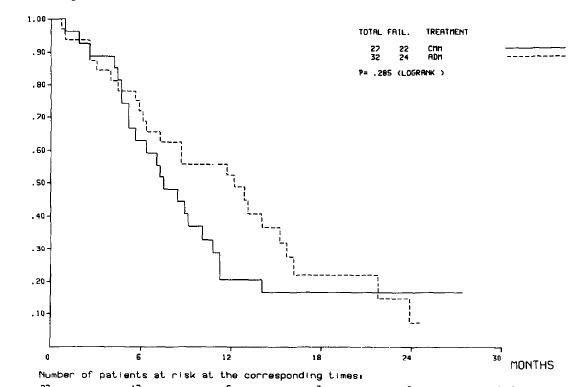 TOTAL FAIL. TREATMENT
27 22 CMM
32 24 ADM
P= .285 (LOGRANK )
1.00
.90
.80
.70
.60
.50
.40
.30
.20
.10
0 6 12 18 24 30
MONTHS
Number of patients at risk at the corresponding times: